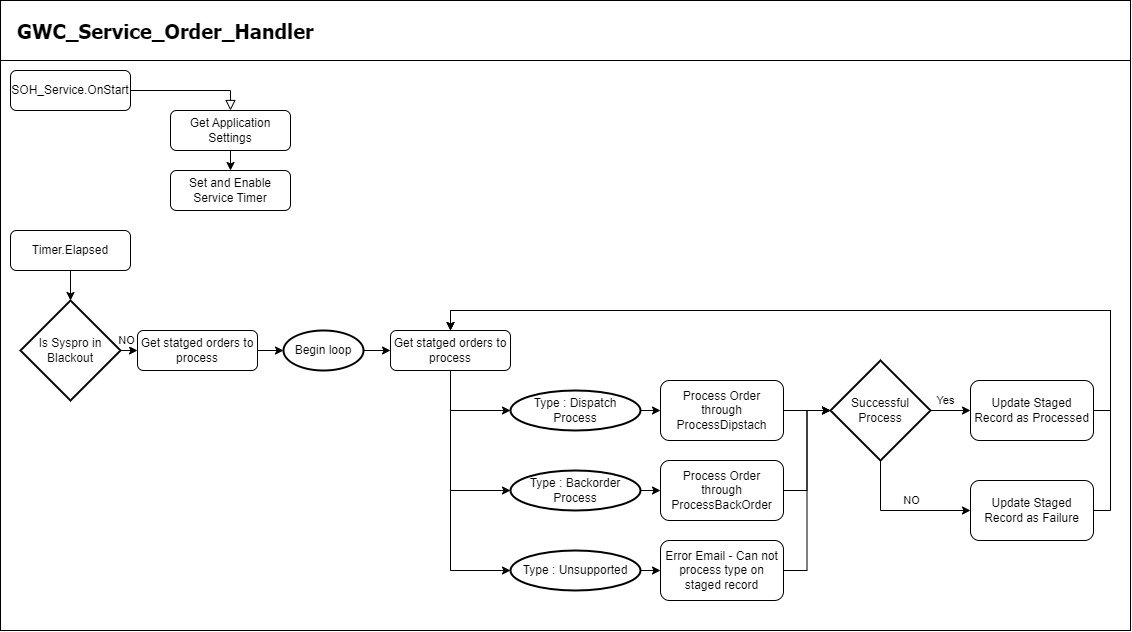 GWC_Service_Order_Handler
SOH_Service.OnStart
Get Application
Settings
Set and Enable
Service Timer
Timer.Elapsed
Is Syspro in
Blackout
NO
Get statged orders to
process
Begin loop
Get statged orders to
process
Type : Dispatch
Process
Process Order
through
ProcessDipstach
Successful
Process
Yes
Update Staged
Record as Processed
Type : Backorder
Process
Process Order
through
ProcessBackOrder
NO
Update Staged
Record as Failure
Type : Unsupported
Error Email - Can not
process type on
staged record